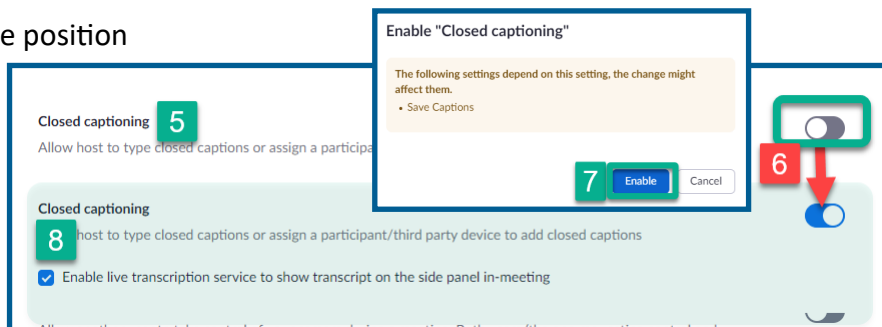 e position
Enable "Closed captioning"
The following settings depend on this setting, the change might
affect them.
• Save Captions
7 Enable Cancel
Closed captioning 5
Allow host to type closed captions or assign a participa
6
Closed captioning
8 host to type closed captions or assign a participant/third party device to add closed captions
Enable live transcription service to show transcript on the side panel in-meeting